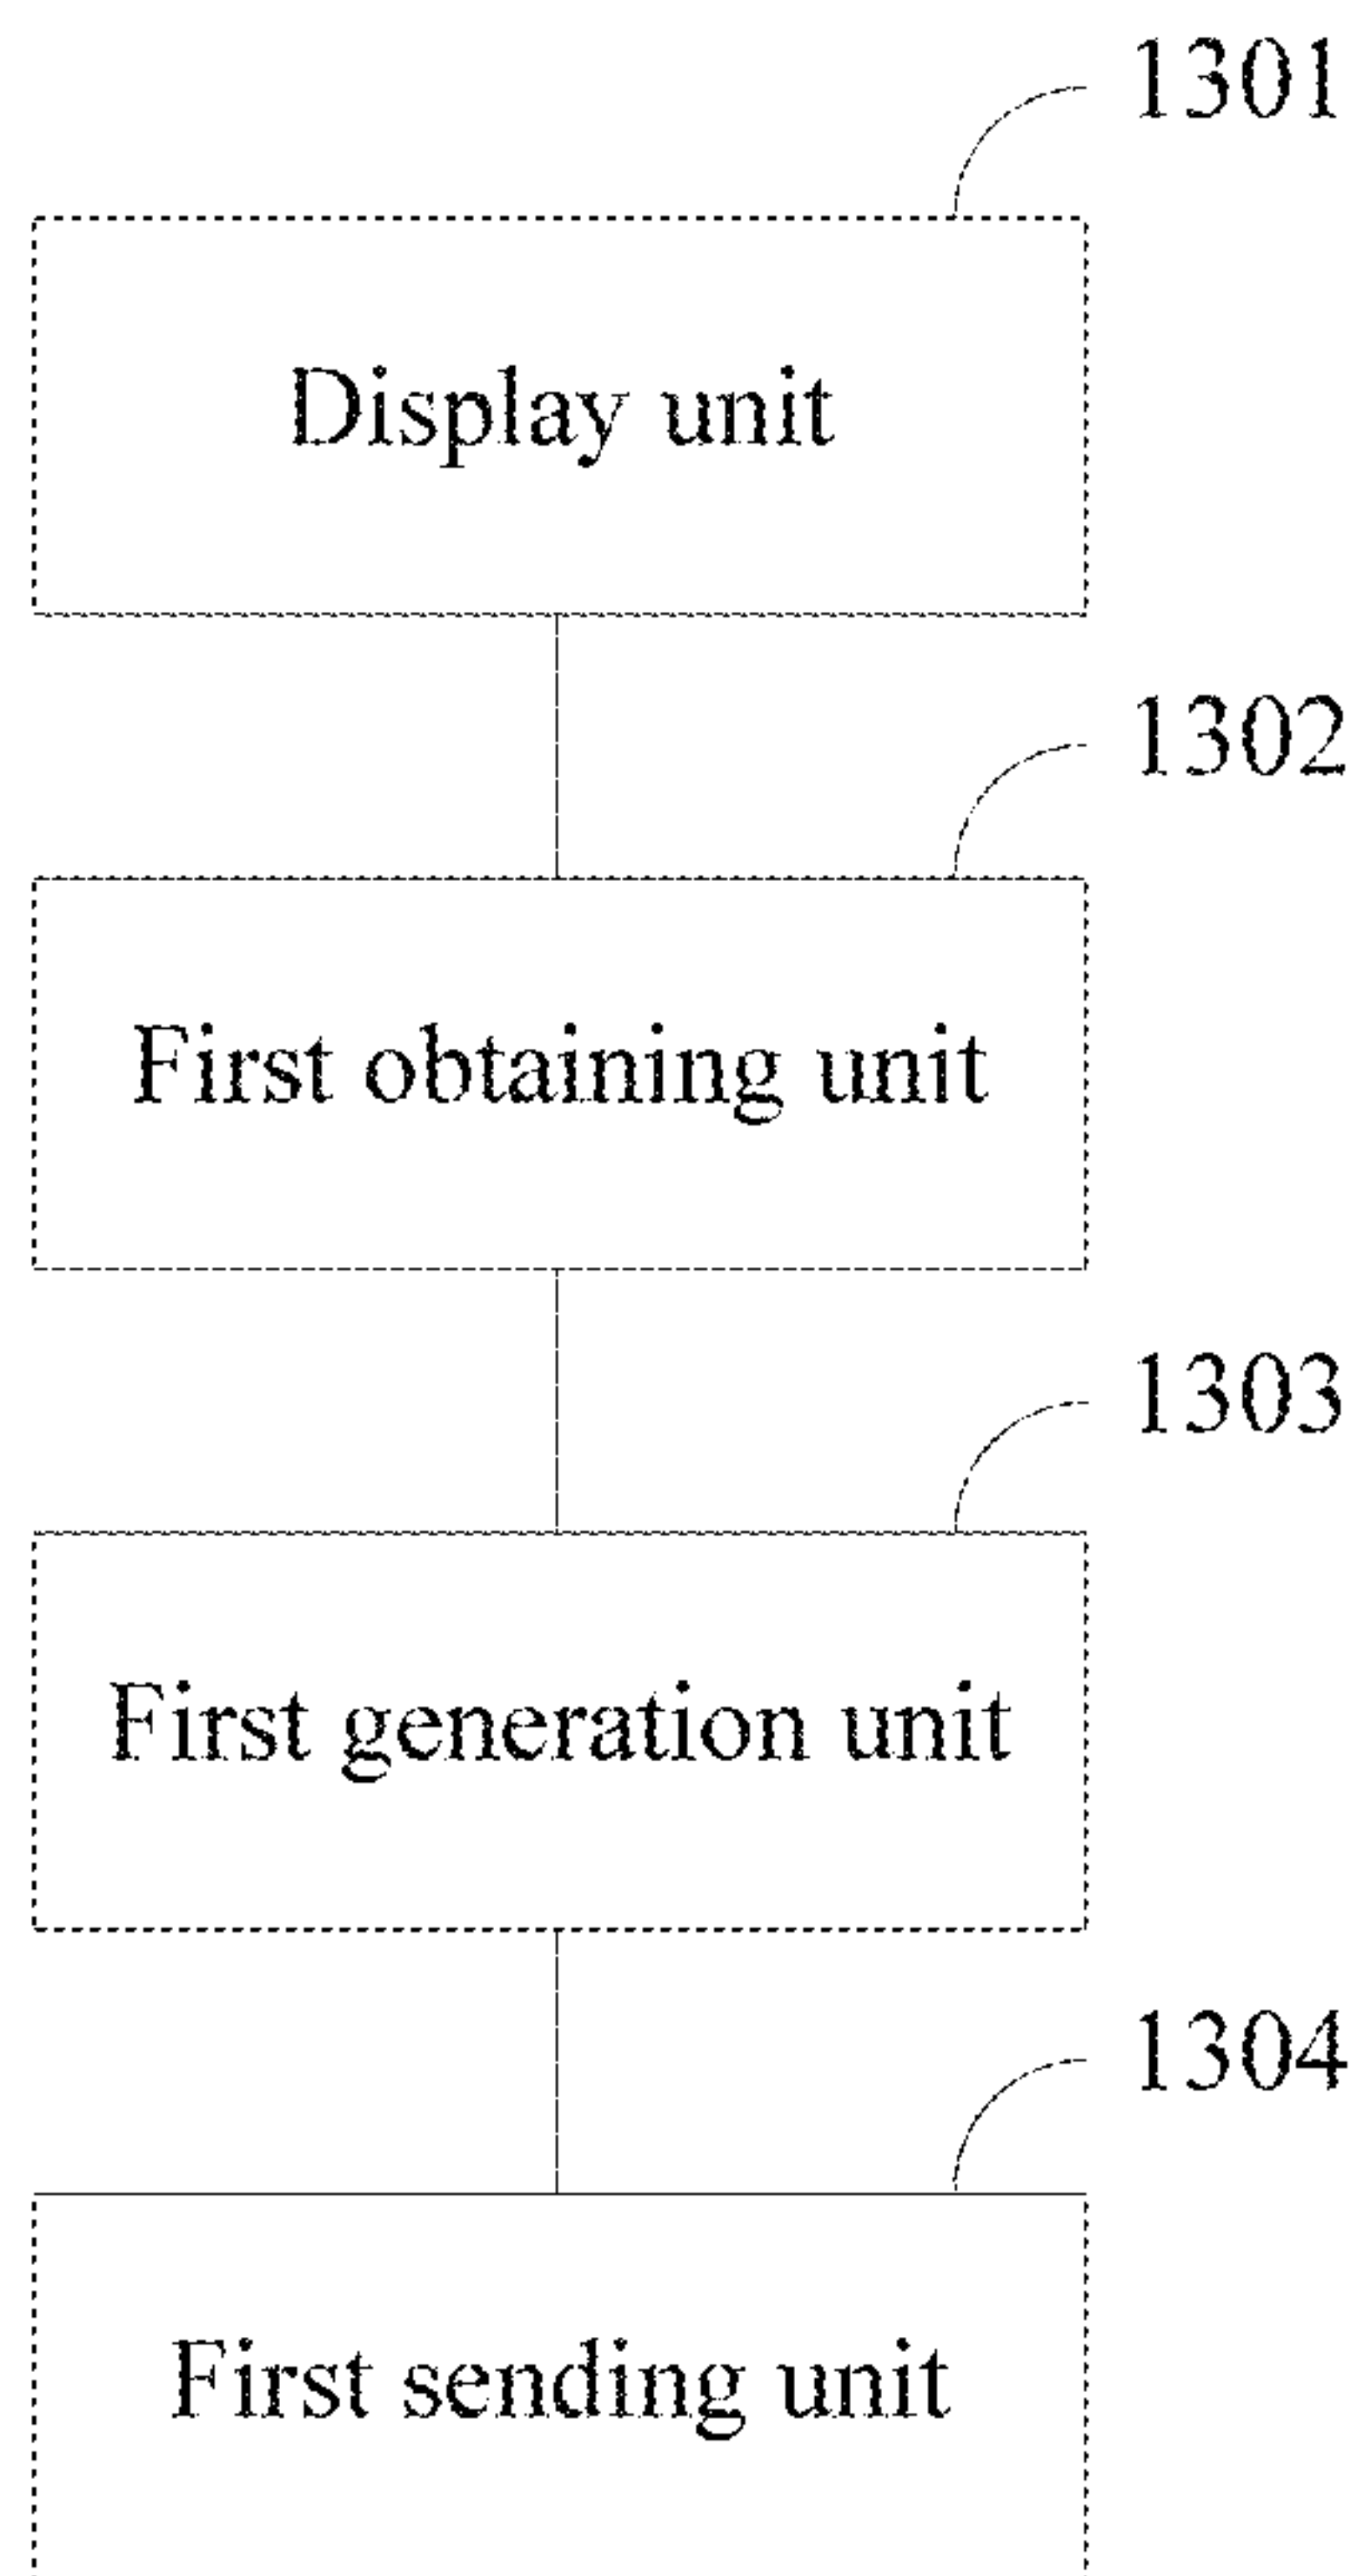 1301
Display unit
1302
First obtaining unit
1303
First generation unit
1304
First sending unit